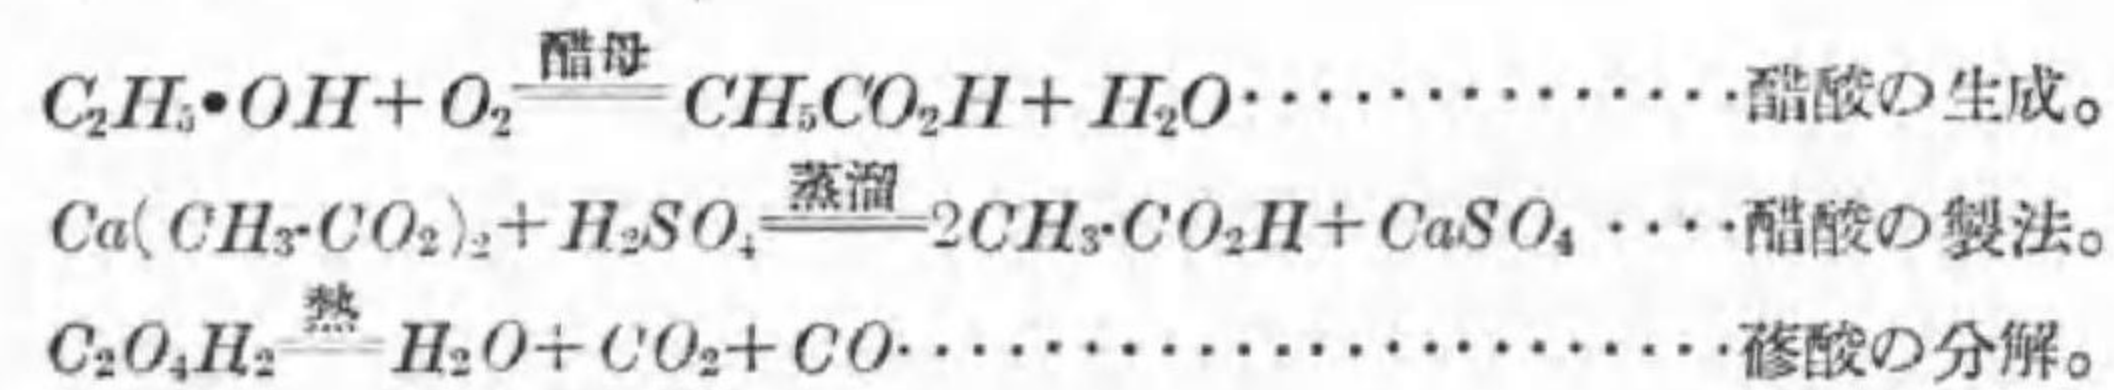 C₂H₅•OH+O₂ 醋母 = CH₅CO₂H+H₂O・・・・・・・・・・・・・・醋酸の生成。
Ca(CH₃·CO₂)₂+H₂SO₄ 蒸溜 = 2CH₃·CO₂H+CaSO₄・・・・醋酸の製法。
C₂O₄H₂ 熱 = H₂O+CO₂+CO・・・・・・・・・・・・・・・・・・・・・・・蓚酸の分解。